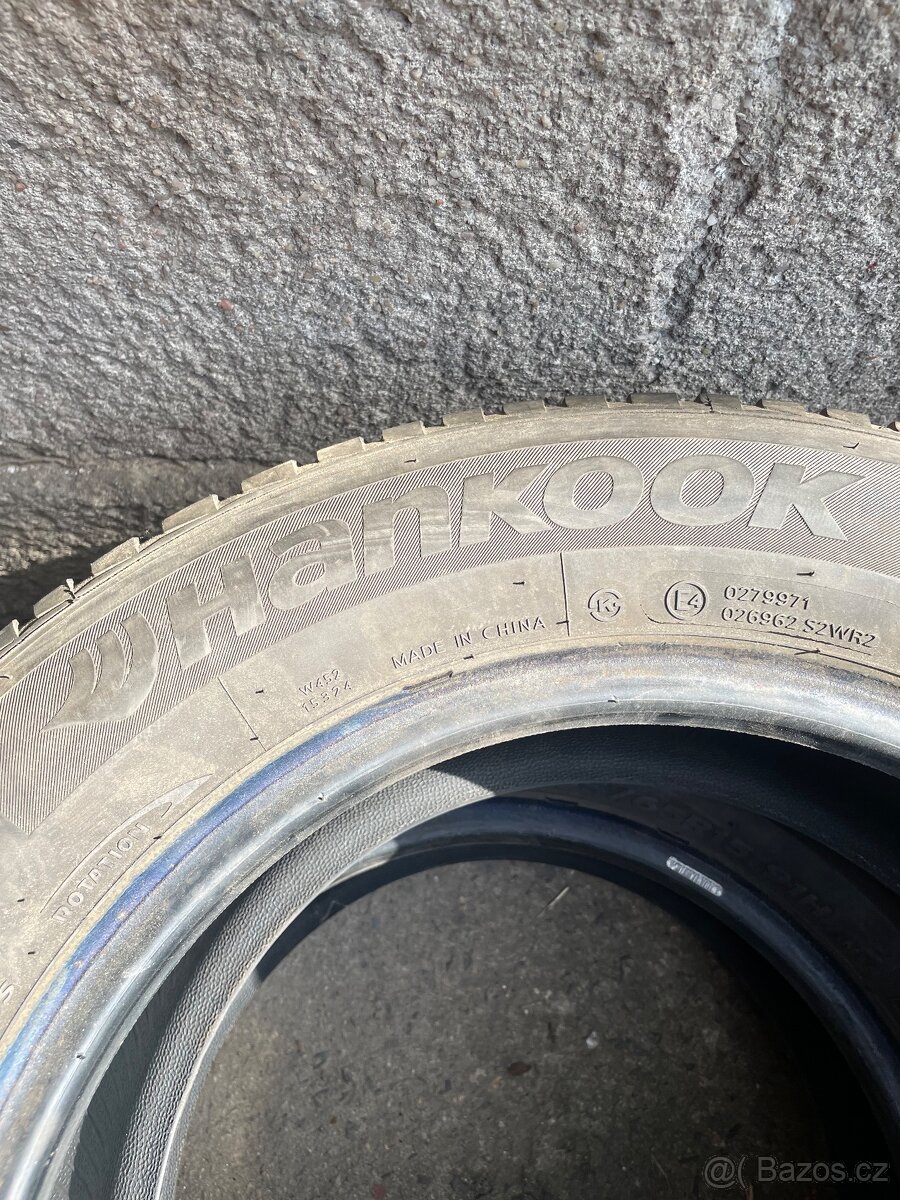 Hankook
0279971
026962 S2WR2
E4
K
MADE IN CHINA
W452
ROTATION
Bazos.cz